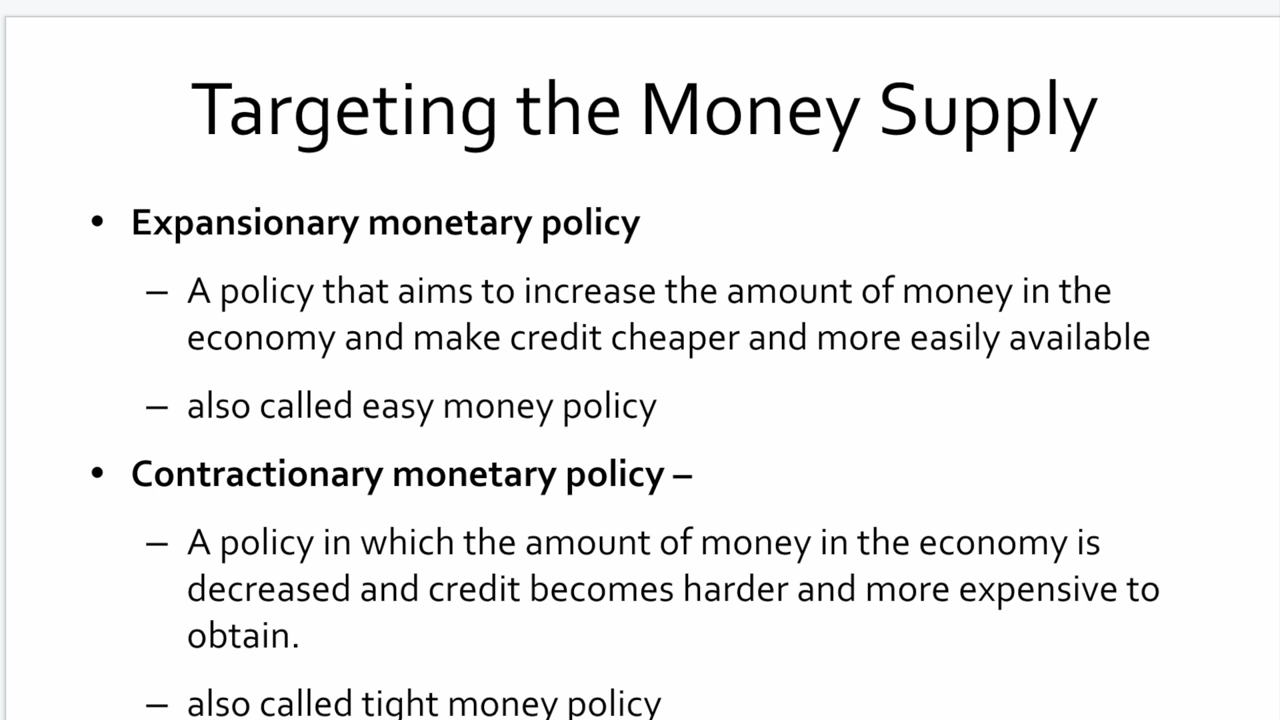 Targeting the Money Supply
• Expansionary monetary policy
– A policy that aims to increase the amount of money in the
economy and make credit cheaper and more easily available
– also called easy money policy
• Contractionary monetary policy –
– A policy in which the amount of money in the economy is
decreased and credit becomes harder and more expensive to
obtain.
– also called tight money policy